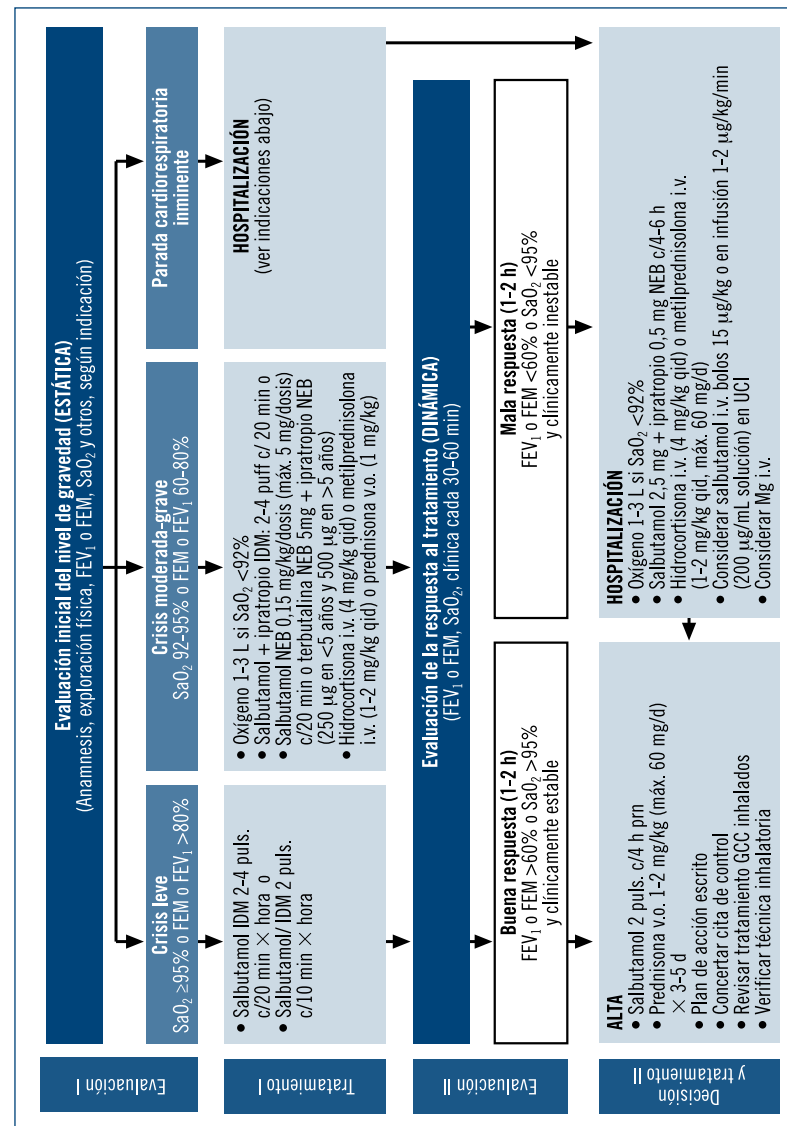 Evaluación I
Evaluación inicial del nivel de gravedad (ESTÁTICA)
(Anamnesis, exploración física, FEV₁ o FEM, SaO₂ y otros, según indicación)
Crisis leve
SaO₂ ≥95% o FEM o FEV₁ >80%
Crisis moderada-grave
SaO₂ 92-95% o FEM o FEV₁ 60-80%
Parada cardiorespiratoria
inminente
Tratamiento I
• Salbutamol IDM 2-4 puls.
c/20 min × hora o
• Salbutamol/ IDM 2 puls.
c/10 min × hora
• Oxígeno 1-3 L si SaO₂ <92%
• Salbutamol + ipratropio IDM: 2-4 puff c/ 20 min o
• Salbutamol NEB 0,15 mg/kg/dosis (máx. 5 mg/dosis)
c/20 min o terbutalina NEB 5mg + ipratropio NEB
(250 µg en <5 años y 500 µg en >5 años)
• Hidrocortisona i.v. (4 mg/kg qid) o metilprednisolona
i.v. (1-2 mg/kg qid) o prednisona v.o. (1 mg/kg)
HOSPITALIZACIÓN
(ver indicaciones abajo)
Evaluación II
Evaluación de la respuesta al tratamiento (DINÁMICA)
(FEV₁ o FEM, SaO₂, clínica cada 30-60 min)
Buena respuesta (1-2 h)
FEV₁ o FEM >60% o SaO₂ >95%
y clínicamente estable
Mala respuesta (1-2 h)
FEV₁ o FEM <60% o SaO₂ <95%
y clínicamente inestable
Decisión
y tratamiento II
ALTA
• Salbutamol 2 puls. c/4 h prn
• Prednisona v.o. 1-2 mg/kg (máx. 60 mg/d)
× 3-5 d
• Plan de acción escrito
• Concertar cita de control
• Revisar tratamiento GCC inhalados
• Verificar técnica inhalatoria
HOSPITALIZACIÓN
• Oxígeno 1-3 L si SaO₂ <92%
• Salbutamol 2,5 mg + ipratropio 0,5 mg NEB c/4-6 h
• Hidrocortisona i.v. (4 mg/kg qid) o metilprednisolona i.v.
(1-2 mg/kg qid, máx. 60 mg/d)
• Considerar salbutamol i.v. bolos 15 µg/kg o en infusión 1-2 µg/kg/min
(200 µg/mL solución) en UCI
• Considerar Mg i.v.